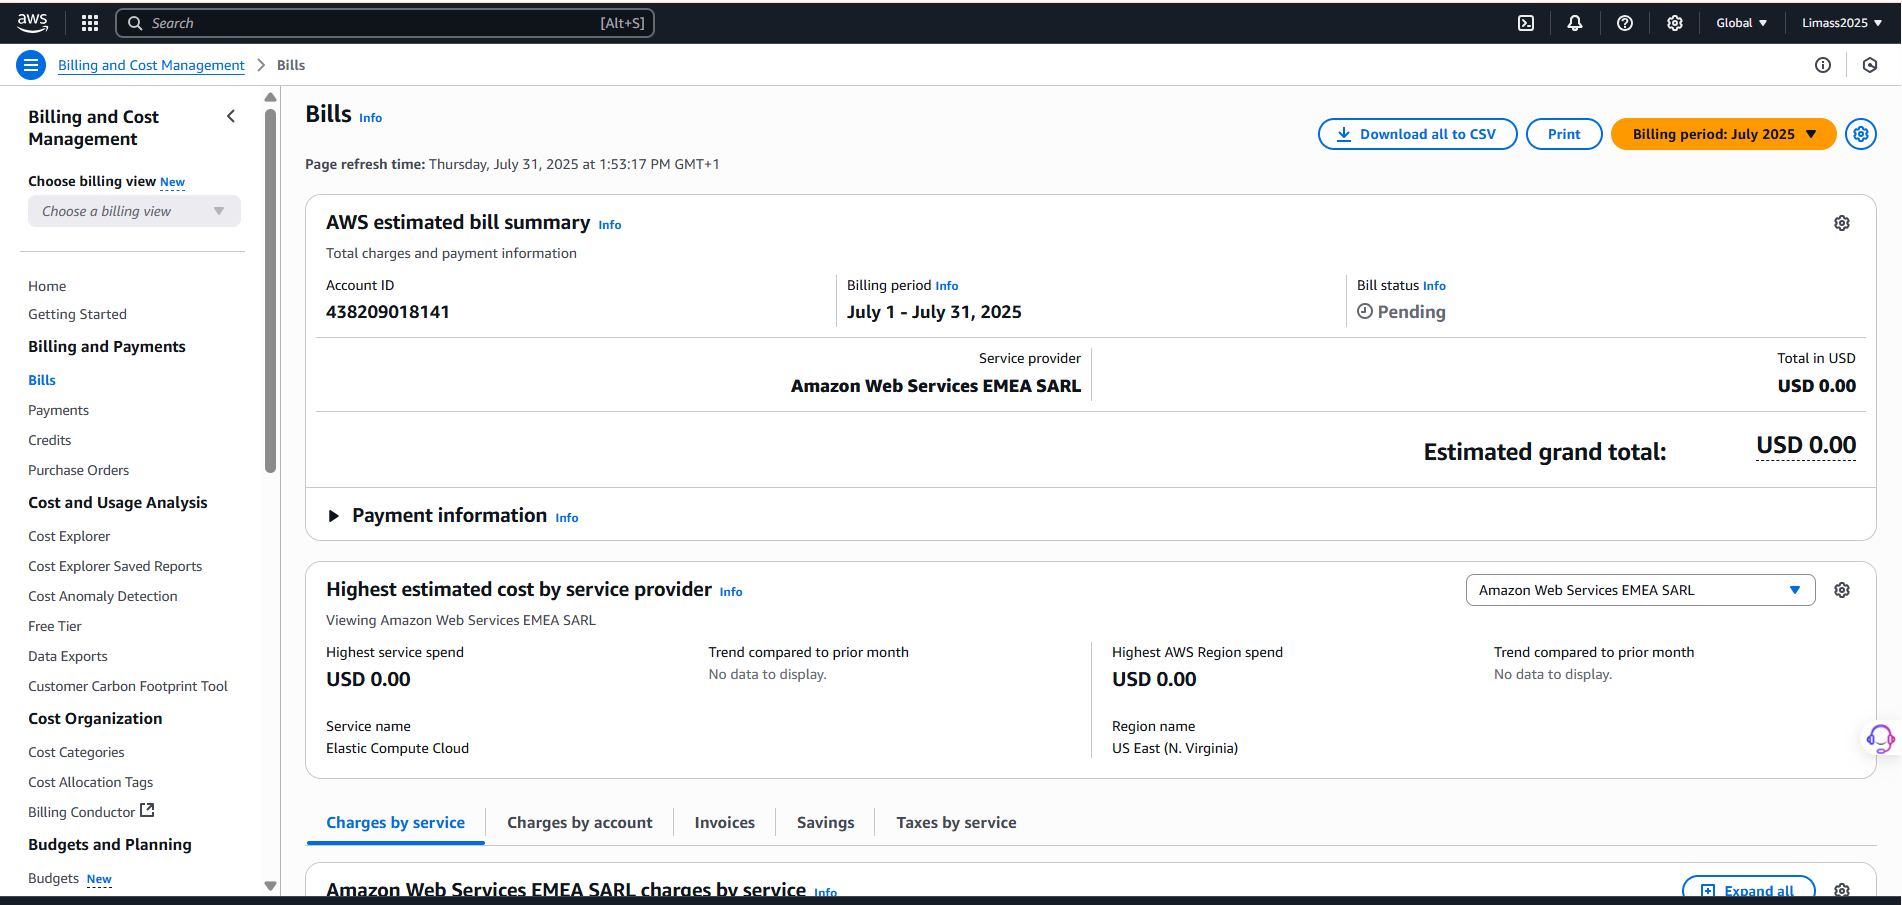 aws
Search [Alt+S]
Global
Limass2025
Billing and Cost Management
Bills
Billing and Cost
Management
Choose billing view New
Choose a billing view
Home
Getting Started
Billing and Payments
Bills
Payments
Credits
Purchase Orders
Cost and Usage Analysis
Cost Explorer
Cost Explorer Saved Reports
Cost Anomaly Detection
Free Tier
Data Exports
Customer Carbon Footprint Tool
Cost Organization
Cost Categories
Cost Allocation Tags
Billing Conductor
Budgets and Planning
Budgets New
Bills Info
Download all to CSV
Print
Billing period: July 2025
Page refresh time: Thursday, July 31, 2025 at 1:53:17 PM GMT+1
AWS estimated bill summary Info
Total charges and payment information
Account ID
438209018141
Billing period Info
July 1 - July 31, 2025
Bill status Info
Pending
Service provider
Amazon Web Services EMEA SARL
Total in USD
USD 0.00
Estimated grand total: USD 0.00
Payment information Info
Highest estimated cost by service provider Info
Amazon Web Services EMEA SARL
Viewing Amazon Web Services EMEA SARL
Highest service spend
USD 0.00
Trend compared to prior month
No data to display.
Service name
Elastic Compute Cloud
Highest AWS Region spend
USD 0.00
Trend compared to prior month
No data to display.
Region name
US East (N. Virginia)
Charges by service
Charges by account
Invoices
Savings
Taxes by service
Amazon Web Services EMEA SARL charges by service Info
Expand all